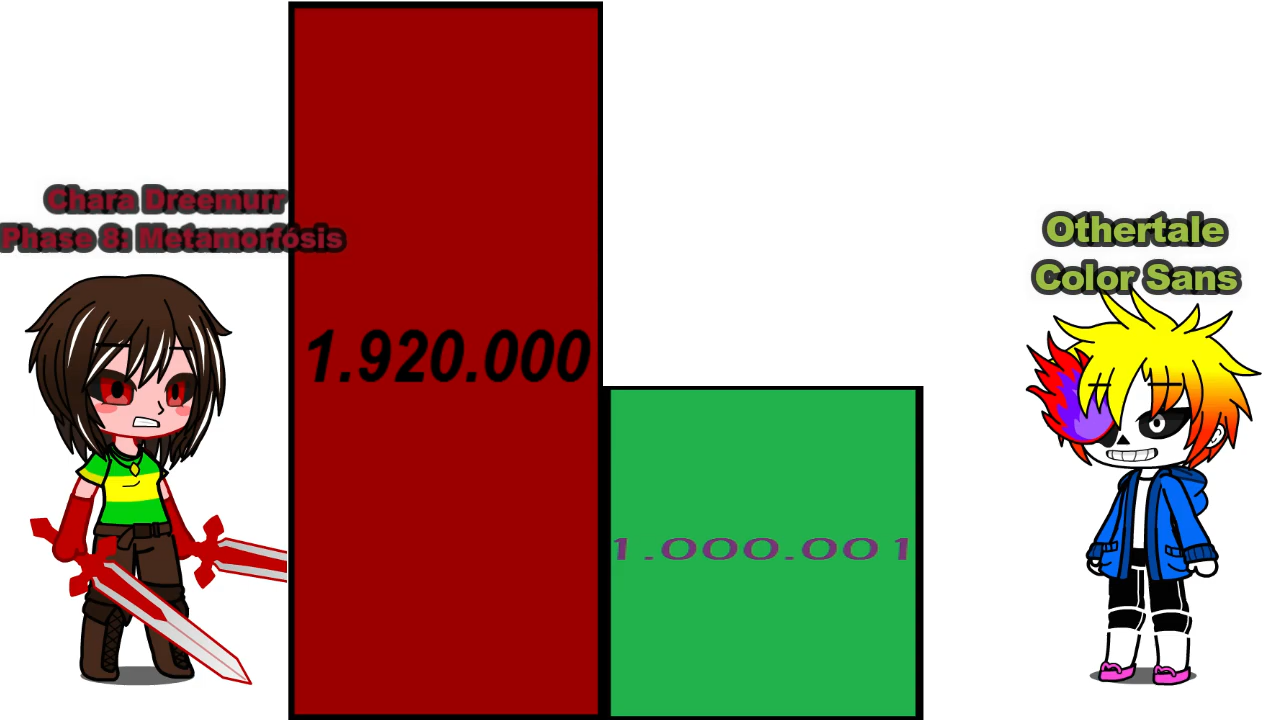 Chara Dreemurr
Phase 8: Metamorfósis
1.920.000
Othertale
Color Sans
1.000.001